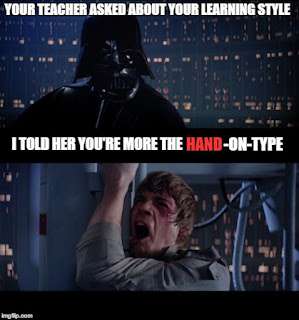 YOUR TEACHER ASKED ABOUT YOUR LEARNING STYLE
I TOLD HER YOU'RE MORE THE HAND-ON-TYPE
imgflip.com